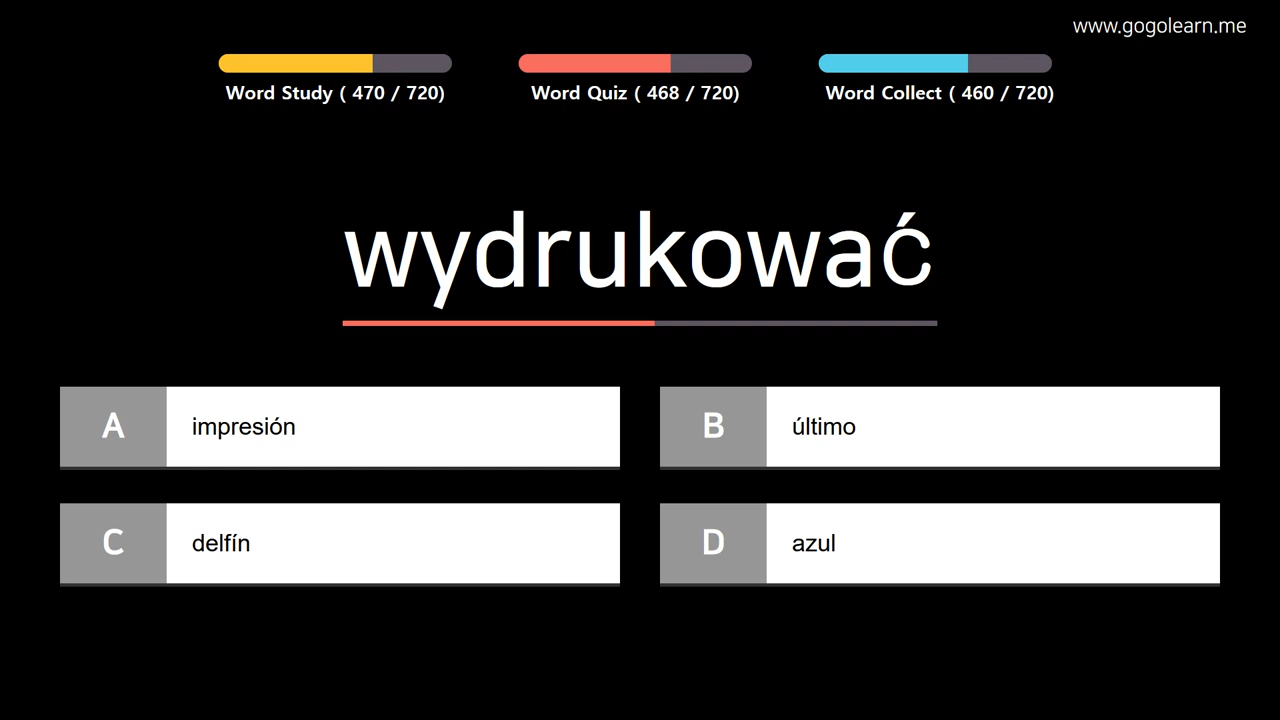 www.gogolearn.me
Word Study ( 470 / 720)
Word Quiz ( 468 / 720)
Word Collect ( 460 / 720)
wydrukować
A
impresión
B
último
C
delfín
D
azul